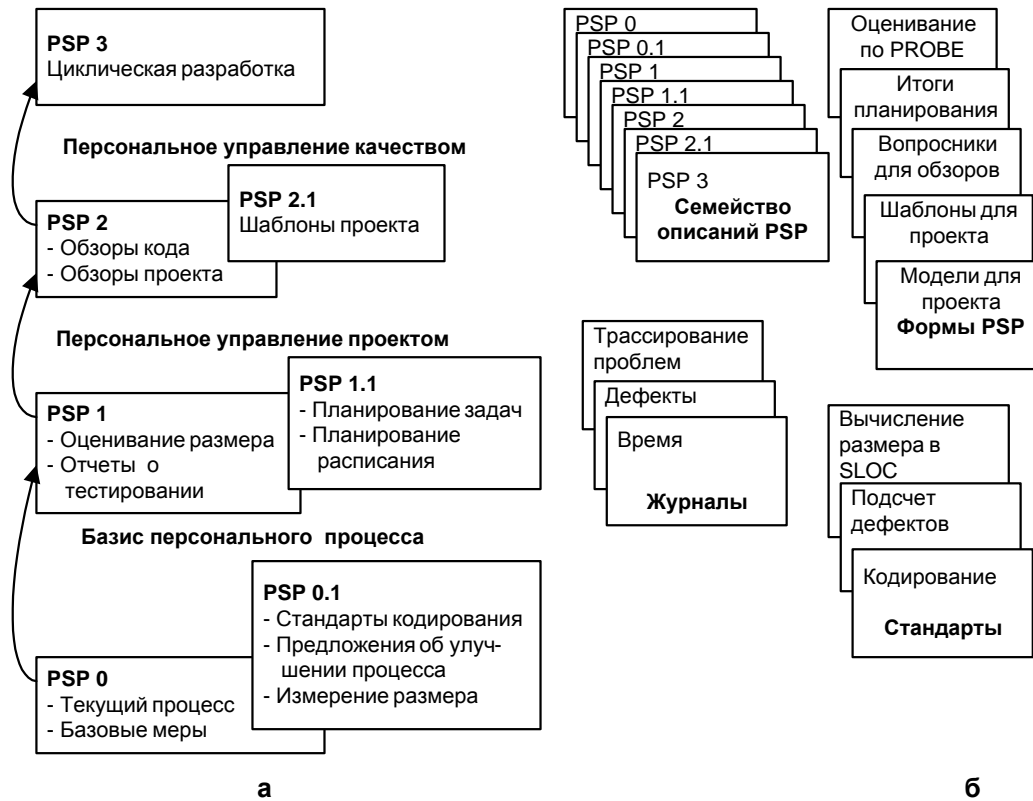 PSP 3
Циклическая разработка
Персональное управление качеством
PSP 2.1
Шаблоны проекта
PSP 2
- Обзоры кода
- Обзоры проекта
Персональное управление проектом
PSP 1.1
- Планирование задач
- Планирование
расписания
PSP 1
- Оценивание размера
- Отчеты о
тестировании
Базис персонального процесса
PSP 0.1
- Стандарты кодирования
- Предложения об улуч-
шении процесса
- Измерение размера
PSP 0
- Текущий процесс
- Базовые меры
а
PSP 0
PSP 0.1
PSP 1
PSP 1.1
PSP 2
PSP 2.1
PSP 3
Семейство
описаний PSP
Оценивание
по PROBE
Итоги
планирования
Вопросники
для обзоров
Шаблоны для
проекта
Модели для
проекта
Формы PSP
Трассирование
проблем
Дефекты
Время
Журналы
Вычисление
размера в
SLOC
Подсчет
дефектов
Кодирование
Стандарты
б